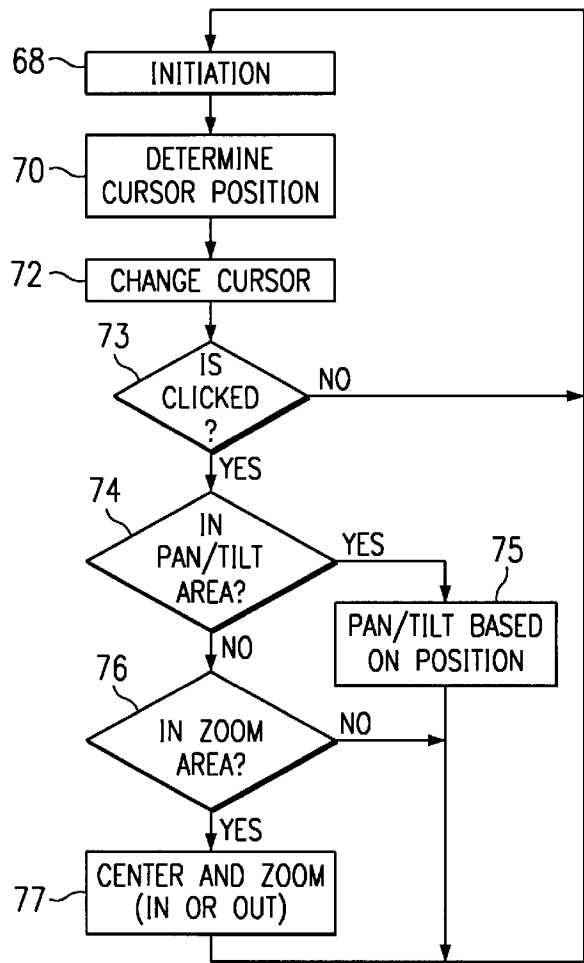 68
INITIATION
70
DETERMINE
CURSOR POSITION
72
CHANGE CURSOR
73
IS
CLICKED
?
NO
YES
74
IN
PAN/TILT
AREA?
YES
75
PAN/TILT BASED
ON POSITION
NO
76
IN ZOOM
AREA?
NO
YES
77
CENTER AND ZOOM
(IN OR OUT)